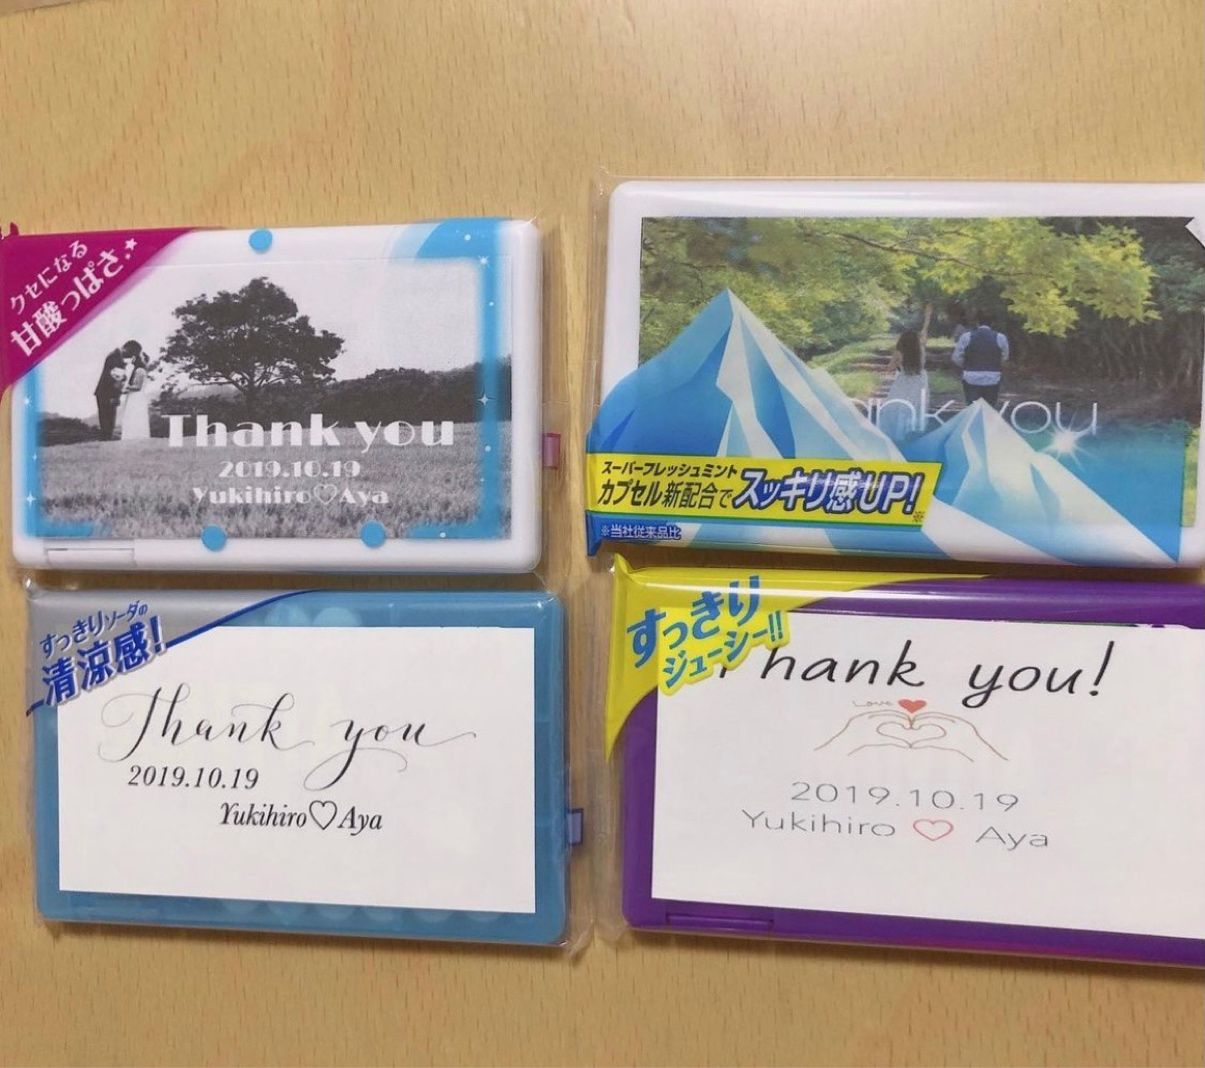 クセになる
甘酸っぱさ
Thank you
2019.10.19
Yukihiro♡Aya
you
スーパーフレッシュミント
カプセル新配合でスッキリ感UP!
※
※当社従来品比
すっきりソーダの
清涼感!
Thank you
2019.10.19
Yukihiro♡Aya
すっきり
ジューシー!!
Thank you!
Love
2019.10.19
Yukihiro ♡ Aya